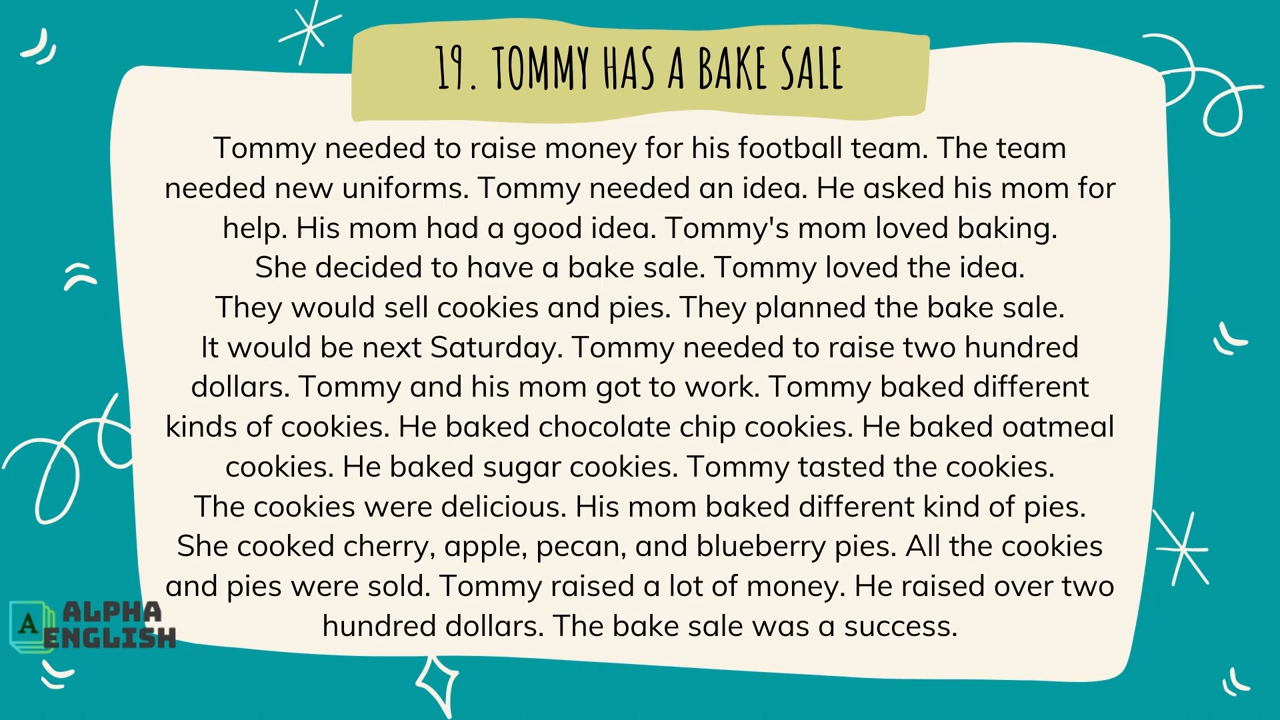 19. TOMMY HAS A BAKE SALE
Tommy needed to raise money for his football team. The team
needed new uniforms. Tommy needed an idea. He asked his mom for
help. His mom had a good idea. Tommy's mom loved baking.
She decided to have a bake sale. Tommy loved the idea.
They would sell cookies and pies. They planned the bake sale.
It would be next Saturday. Tommy needed to raise two hundred
dollars. Tommy and his mom got to work. Tommy baked different
kinds of cookies. He baked chocolate chip cookies. He baked oatmeal
cookies. He baked sugar cookies. Tommy tasted the cookies.
The cookies were delicious. His mom baked different kind of pies.
She cooked cherry, apple, pecan, and blueberry pies. All the cookies
and pies were sold. Tommy raised a lot of money. He raised over two
hundred dollars. The bake sale was a success.
A
ALPHA
ENGLISH